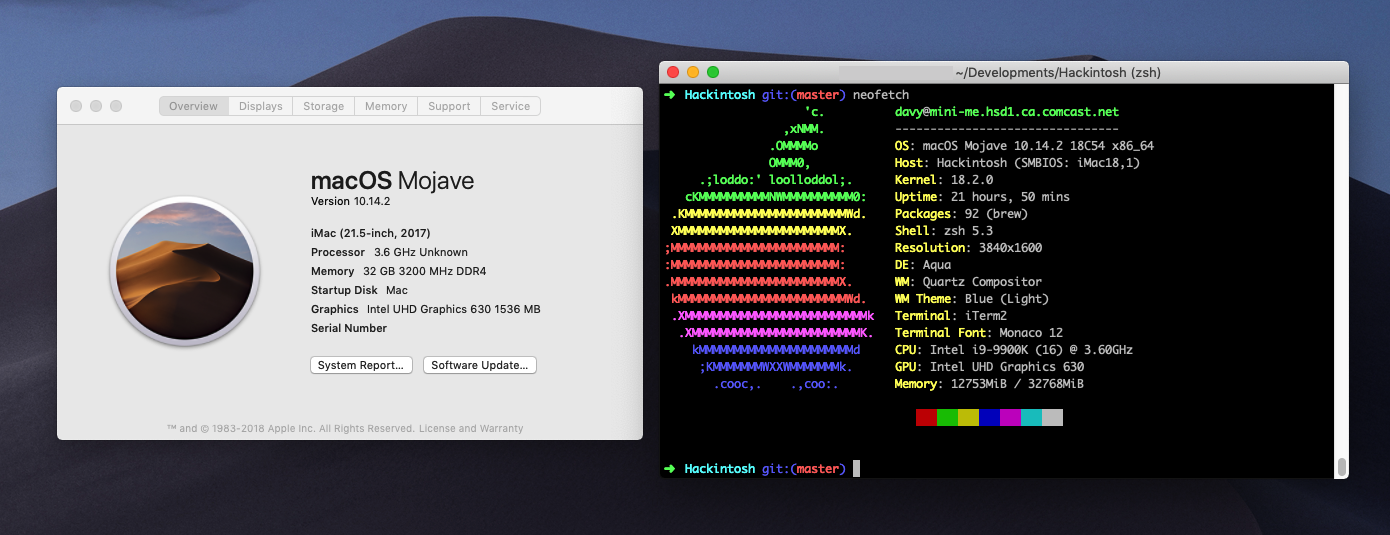 Overview Displays Storage Memory Support Service
macOS Mojave
Version 10.14.2
iMac (21.5-inch, 2017)
Processor 3.6 GHz Unknown
Memory 32 GB 3200 MHz DDR4
Startup Disk Mac
Graphics Intel UHD Graphics 630 1536 MB
Serial Number
System Report... Software Update...
™ and © 1983-2018 Apple Inc. All Rights Reserved. License and Warranty
~/Developments/Hackintosh (zsh)
➜ Hackintosh git:(master) neofetch
'c. davy@mini-me.hsd1.ca.comcast.net
,xNMM. --------------------------------
.OMMMMo OS: macOS Mojave 10.14.2 18C54 x86_64
OMMM0, Host: Hackintosh (SMBIOS: iMac18,1)
.;loddo:' loolloddol;. Kernel: 18.2.0
cKMMMMMMMMMMNWMMMMMMMMMM0: Uptime: 21 hours, 50 mins
.KMMMMMMMMMMMMMMMMMMMMMMMWd. Packages: 92 (brew)
XMMMMMMMMMMMMMMMMMMMMMMMX. Shell: zsh 5.3
;MMMMMMMMMMMMMMMMMMMMMMMM: Resolution: 3840x1600
:MMMMMMMMMMMMMMMMMMMMMMMM: DE: Aqua
.MMMMMMMMMMMMMMMMMMMMMMMMX. WM: Quartz Compositor
kMMMMMMMMMMMMMMMMMMMMMMMMWd. WM Theme: Blue (Light)
.XMMMMMMMMMMMMMMMMMMMMMMMMMMk Terminal: iTerm2
.XMMMMMMMMMMMMMMMMMMMMMMMMK. Terminal Font: Monaco 12
kMMMMMMMMMMMMMMMMMMMMMMd CPU: Intel i9-9900K (16) @ 3.60GHz
;KMMMMMMMWXXWMMMMMMMk. GPU: Intel UHD Graphics 630
.cooc,. .,coo:. Memory: 12753MiB / 32768MiB
➜ Hackintosh git:(master)